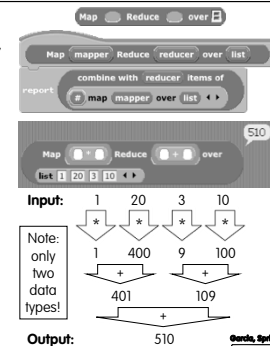 Map Reduce over
Map mapper Reduce reducer over list
combine with reducer items of
report
# map mapper over list
510
Map * Reduce + over
list 1 20 3 10
Input: 1 20 3 10
* * * *
Note:
only
two
data
types!
1 400 9 100
+ +
401 109
+
Output: 510
Garcia, Spri